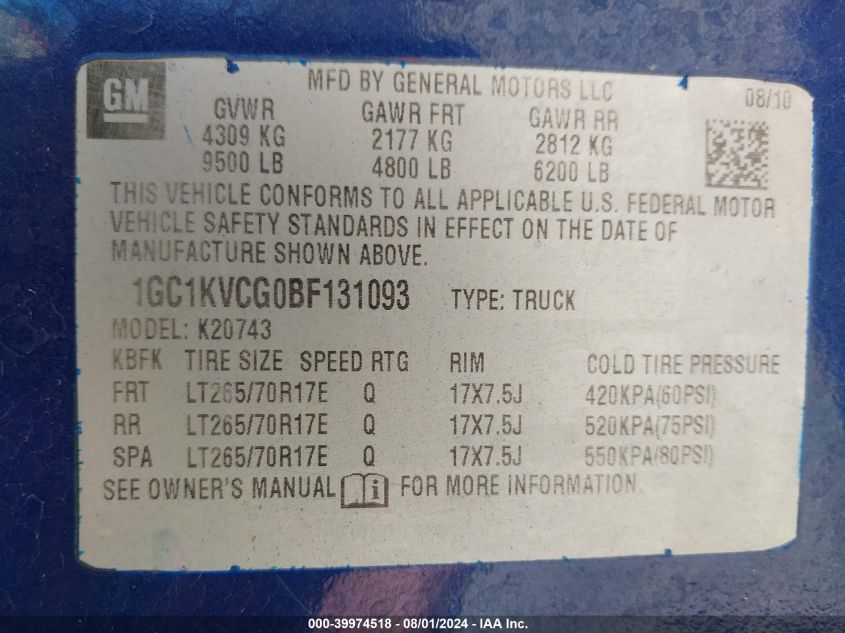 GM
MFD BY GENERAL MOTORS LLC
08/10
GVWR GAWR FRT GAWR RR
4309 KG 2177 KG 2812 KG
9500 LB 4800 LB 6200 LB
THIS VEHICLE CONFORMS TO ALL APPLICABLE U.S. FEDERAL MOTOR
VEHICLE SAFETY STANDARDS IN EFFECT ON THE DATE OF
MANUFACTURE SHOWN ABOVE.
1GC1KVCG0BF131093 TYPE: TRUCK
MODEL: K20743
KBFK TIRE SIZE SPEED RTG RIM COLD TIRE PRESSURE
FRT LT265/70R17E Q 17X7.5J 420KPA(60PSI)
RR LT265/70R17E Q 17X7.5J 520KPA(75PSI)
SPA LT265/70R17E Q 17X7.5J 550KPA(80PSI)
SEE OWNER'S MANUAL i FOR MORE INFORMATION.
000-39974518 - 08/01/2024 - IAA Inc.